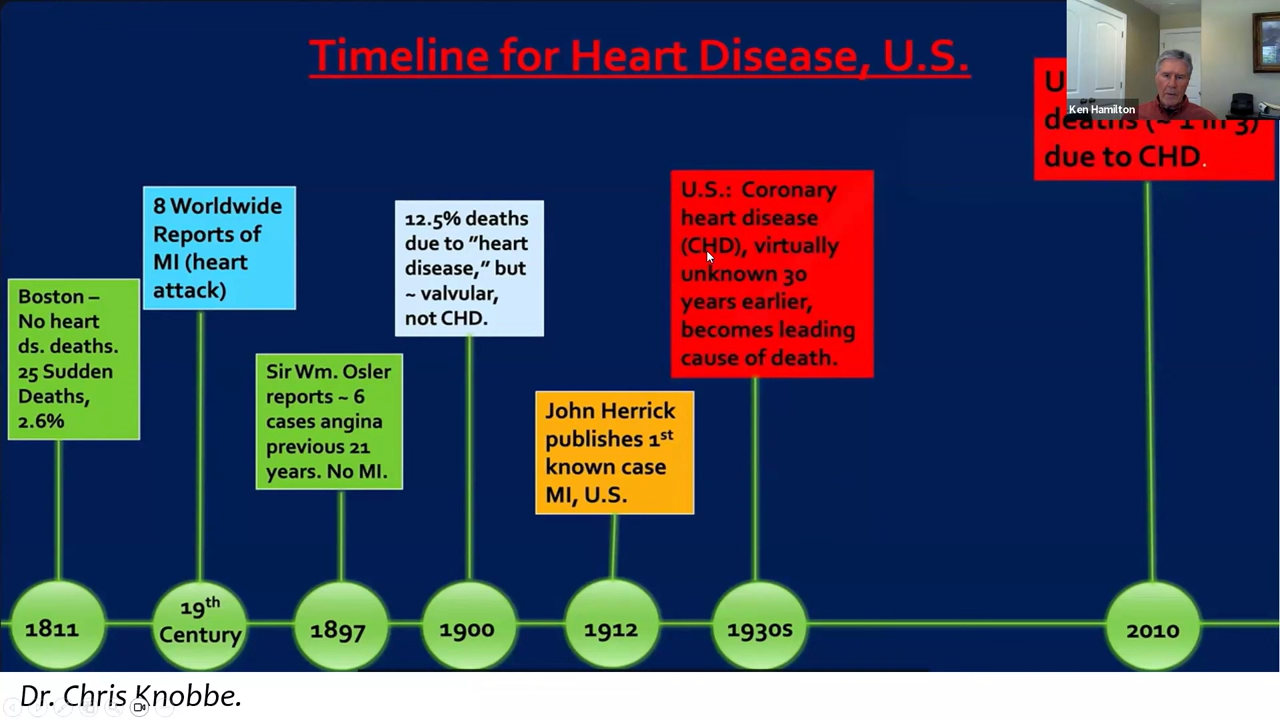 Timeline for Heart Disease, U.S.
Ken Hamilton
U
deaths (~ 1 in 3)
due to CHD.
8 Worldwide
Reports of
MI (heart
attack)
12.5% deaths
due to "heart
disease," but
~ valvular,
not CHD.
U.S.: Coronary
heart disease
(CHD), virtually
unknown 30
years earlier,
becomes leading
cause of death.
Boston –
No heart
ds. deaths.
25 Sudden
Deaths,
2.6%
Sir Wm. Osler
reports ~ 6
cases angina
previous 21
years. No MI.
John Herrick
publishes 1st
known case
MI, U.S.
1811
19th
Century
1897
1900
1912
1930s
2010
Dr. Chris Knobbe.